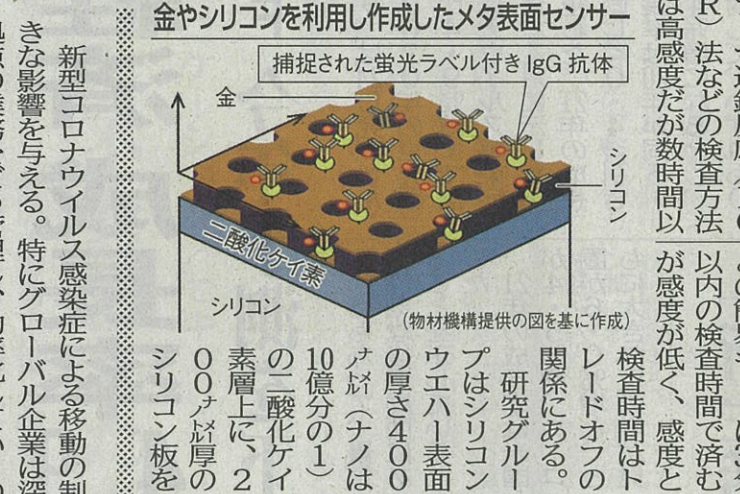 金やシリコンを利用し作成したメタ表面センサー
捕捉された蛍光ラベル付きIgG抗体
金
シリコン
二酸化ケイ素
シリコン
(物材機構提供の図を基に作成)
法などの検査方法
は高感度だが数時間以
以内の検査時間で済む
が感度が低く、感度と
検査時間はト
レードオフの
関係にある。
研究グルー
プはシリコン
ウエハー表面
の厚さ400
ナノメートル(ナノは
10億分の1)
の二酸化ケイ
素層上に、2
00ナノメートル厚の
シリコン板を
新型コロナウイルス感染症による移動の制
きな影響を与える。特にグローバル企業は深